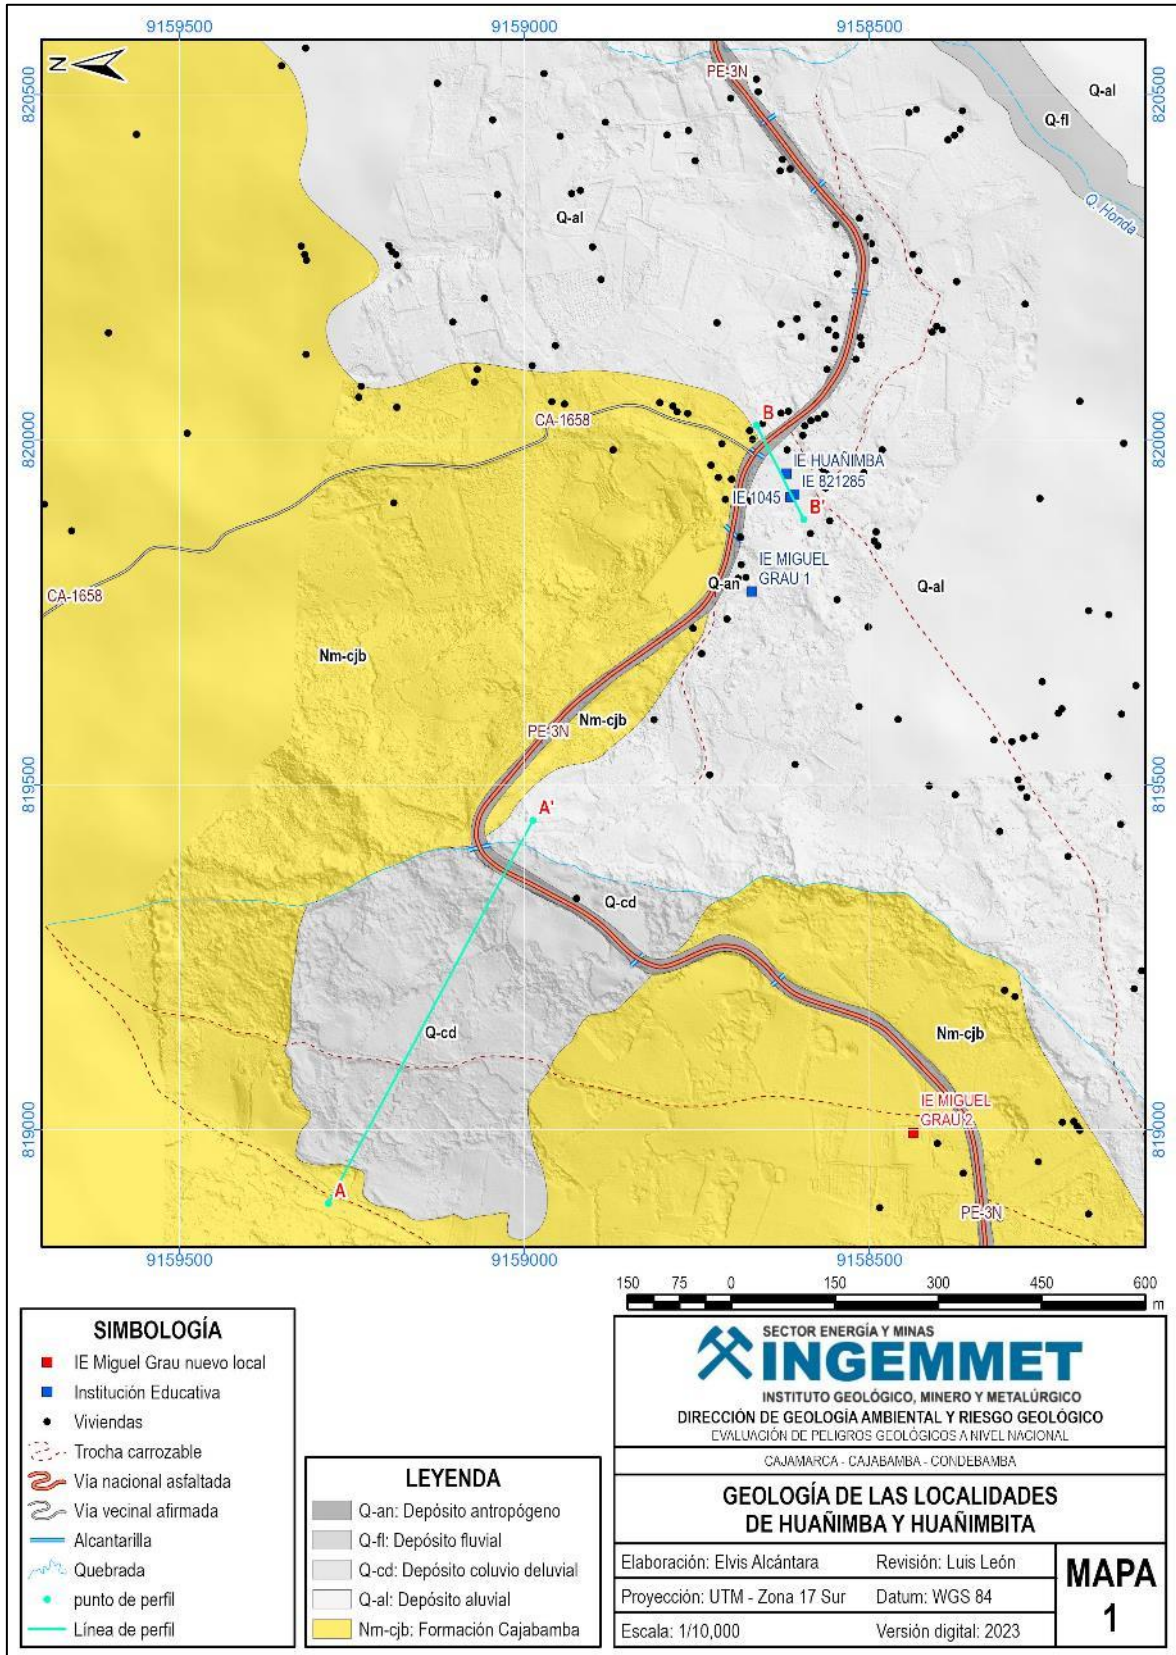 9159500
9159000
9158500
N
820500
820500
PE-3N
Q-al
Q-fl
Q. Honda
Q-al
820000
820000
CA-1658
B
IE HUAÑIMBA
IE 821285
IE 1045
B'
IE MIGUEL
GRAU 1
Q-an
Q-al
CA-1658
Nm-cjb
Nm-cjb
PE-3N
819500
819500
A'
Q-cd
Q-cd
Nm-cjb
IE MIGUEL
GRAU 2
819000
819000
A
PE-3N
9159500
9159000
9158500
150 75 0 150 300 450 600
m
SIMBOLOGÍA
IE Miguel Grau nuevo local
Institución Educativa
Viviendas
Trocha carrozable
Vía nacional asfaltada
Vía vecinal afirmada
Alcantarilla
Quebrada
punto de perfil
Línea de perfil
LEYENDA
Q-an: Depósito antropógeno
Q-fl: Depósito fluvial
Q-cd: Depósito coluvio deluvial
Q-al: Depósito aluvial
Nm-cjb: Formación Cajabamba
SECTOR ENERGÍA Y MINAS
INGEMMET
INSTITUTO GEOLÓGICO, MINERO Y METALÚRGICO
DIRECCIÓN DE GEOLOGÍA AMBIENTAL Y RIESGO GEOLÓGICO
EVALUACIÓN DE PELIGROS GEOLÓGICOS A NIVEL NACIONAL
CAJAMARCA - CAJABAMBA - CONDEBAMBA
GEOLOGÍA DE LAS LOCALIDADES
DE HUAÑIMBA Y HUAÑIMBITA
Elaboración: Elvis Alcántara Revisión: Luis León
Proyección: UTM - Zona 17 Sur Datum: WGS 84
Escala: 1/10,000 Versión digital: 2023
MAPA
1